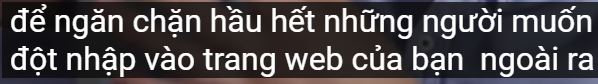 để ngăn chặn hầu hết những người muốn
đột nhập vào trang web của bạn  ngoài ra